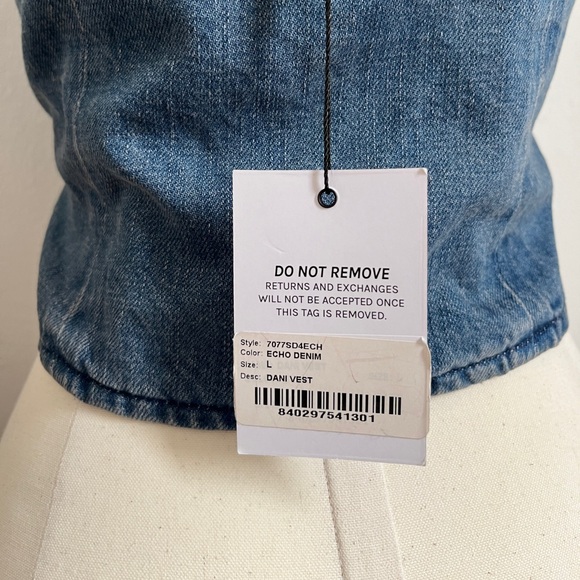 DO NOT REMOVE
RETURNS AND EXCHANGES
WILL NOT BE ACCEPTED ONCE
THIS TAG IS REMOVED.
Style: 7077SD4ECH
Color: ECHO DENIM
Size: L
Desc: DANI VEST
840297541301